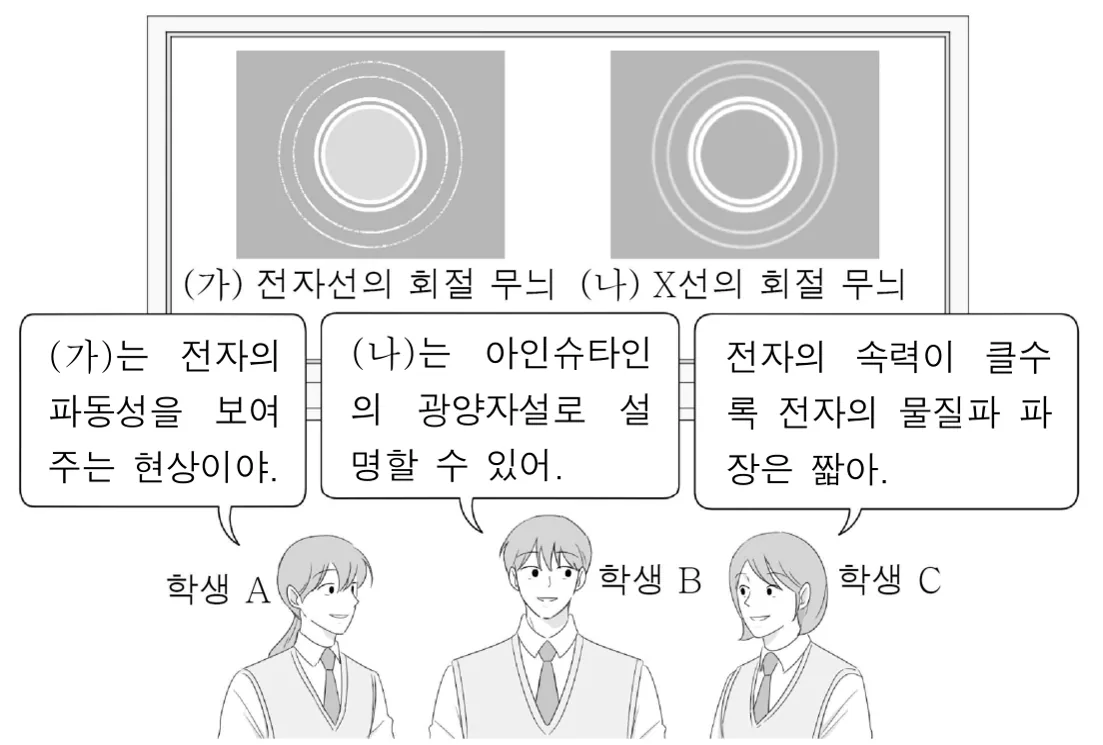 (가) 전자선의 회절 무늬 (나) X선의 회절 무늬
(가)는 전자의
파동성을 보여
주는 현상이야.
(나)는 아인슈타인
의 광양자설로 설
명할 수 있어.
전자의 속력이 클수
록 전자의 물질파 파
장은 짧아.
학생 A
학생 B
학생 C